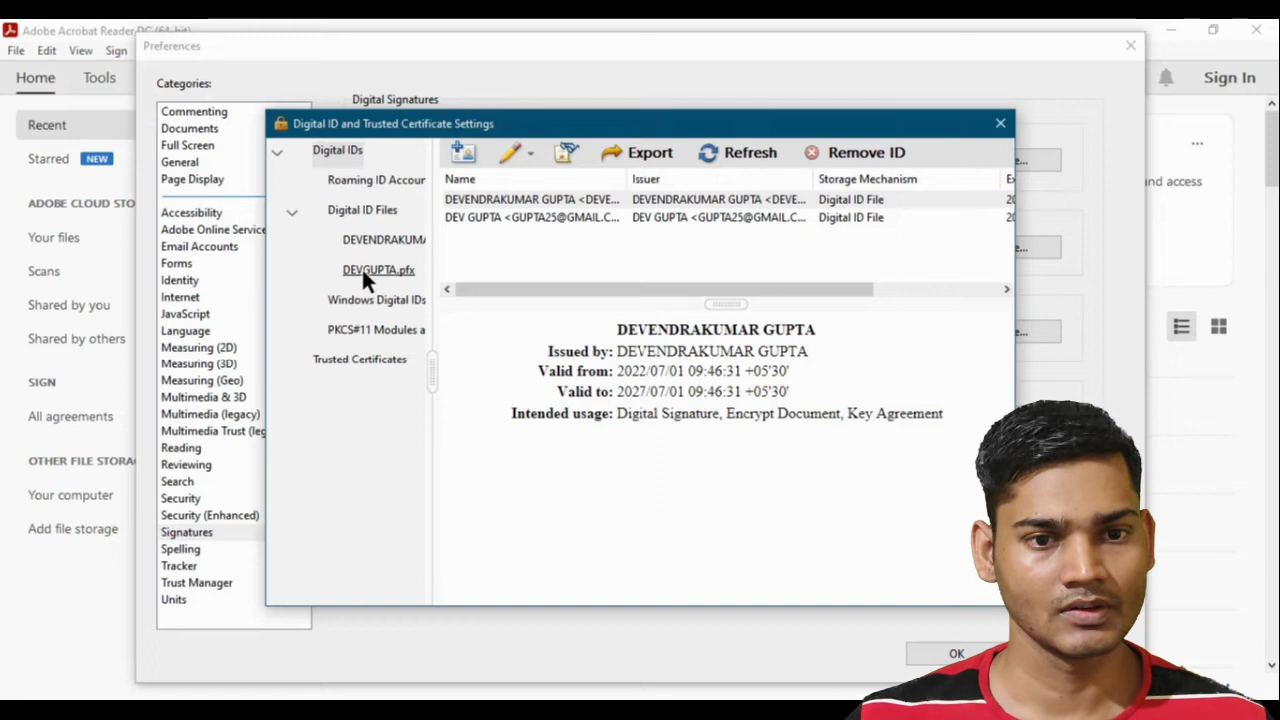 Adobe Acrobat Reader DC (64-bit)
File Edit View Sign
Home Tools
Sign In
Recent
Starred NEW
ADOBE CLOUD STO
Your files
Scans
Shared by you
Shared by others
SIGN
All agreements
OTHER FILE STORA
Your computer
Add file storage
and access
Preferences
Categories:
Commenting
Documents
Full Screen
General
Page Display
Accessibility
Adobe Online Service
Email Accounts
Forms
Identity
Internet
JavaScript
Language
Measuring (2D)
Measuring (3D)
Measuring (Geo)
Multimedia & 3D
Multimedia (legacy)
Multimedia Trust (leg
Reading
Reviewing
Search
Security
Security (Enhanced)
Signatures
Spelling
Tracker
Trust Manager
Units
Digital Signatures
e...
e...
e...
OK
Digital ID and Trusted Certificate Settings
Digital IDs
Roaming ID Accour
Digital ID Files
DEVENDRAKUMA
DEVGUPTA.pfx
Windows Digital IDs
PKCS#11 Modules a
Trusted Certificates
Export Refresh Remove ID
Name Issuer Storage Mechanism Ex
DEVENDRAKUMAR GUPTA <DEVE... DEVENDRAKUMAR GUPTA <DEVE... Digital ID File 20
DEV GUPTA <GUPTA25@GMAIL.C... DEV GUPTA <GUPTA25@GMAIL.C... Digital ID File 20
DEVENDRAKUMAR GUPTA
Issued by: DEVENDRAKUMAR GUPTA
Valid from: 2022/07/01 09:46:31 +05'30'
Valid to: 2027/07/01 09:46:31 +05'30'
Intended usage: Digital Signature, Encrypt Document, Key Agreement